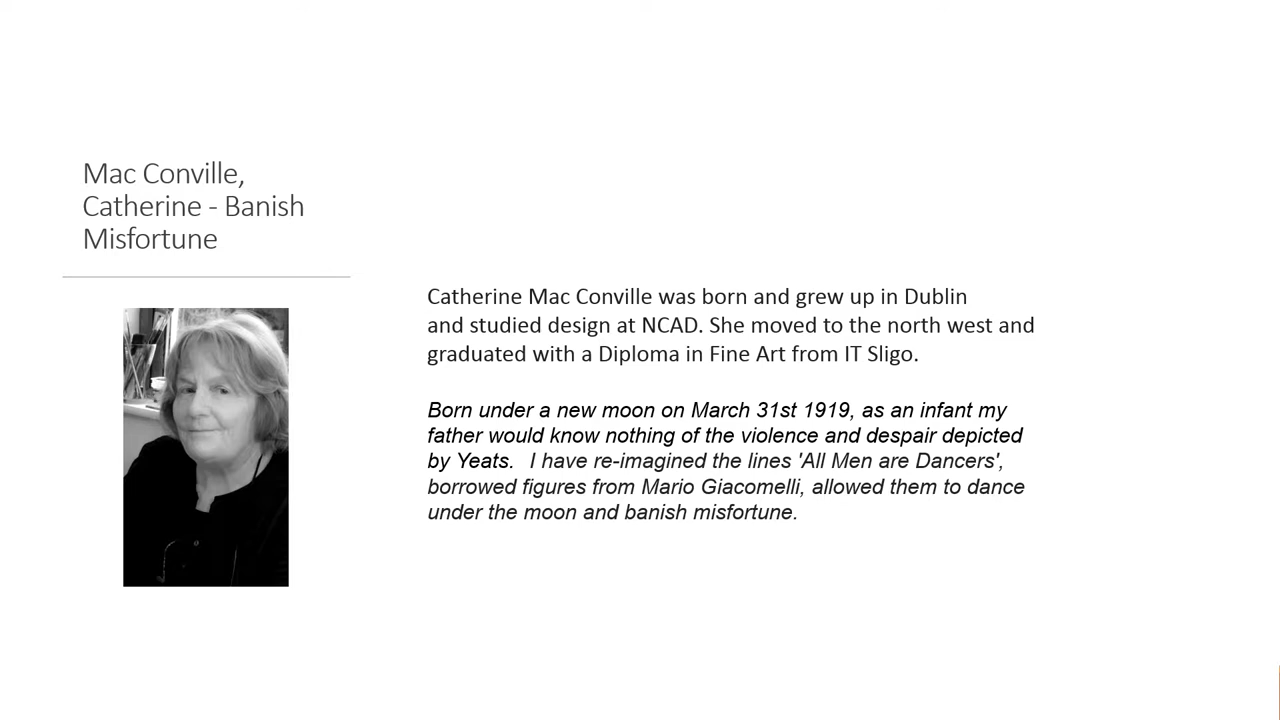 Mac Conville,
Catherine - Banish
Misfortune
Catherine Mac Conville was born and grew up in Dublin
and studied design at NCAD. She moved to the north west and
graduated with a Diploma in Fine Art from IT Sligo.
Born under a new moon on March 31st 1919, as an infant my
father would know nothing of the violence and despair depicted
by Yeats. I have re-imagined the lines 'All Men are Dancers',
borrowed figures from Mario Giacomelli, allowed them to dance
under the moon and banish misfortune.